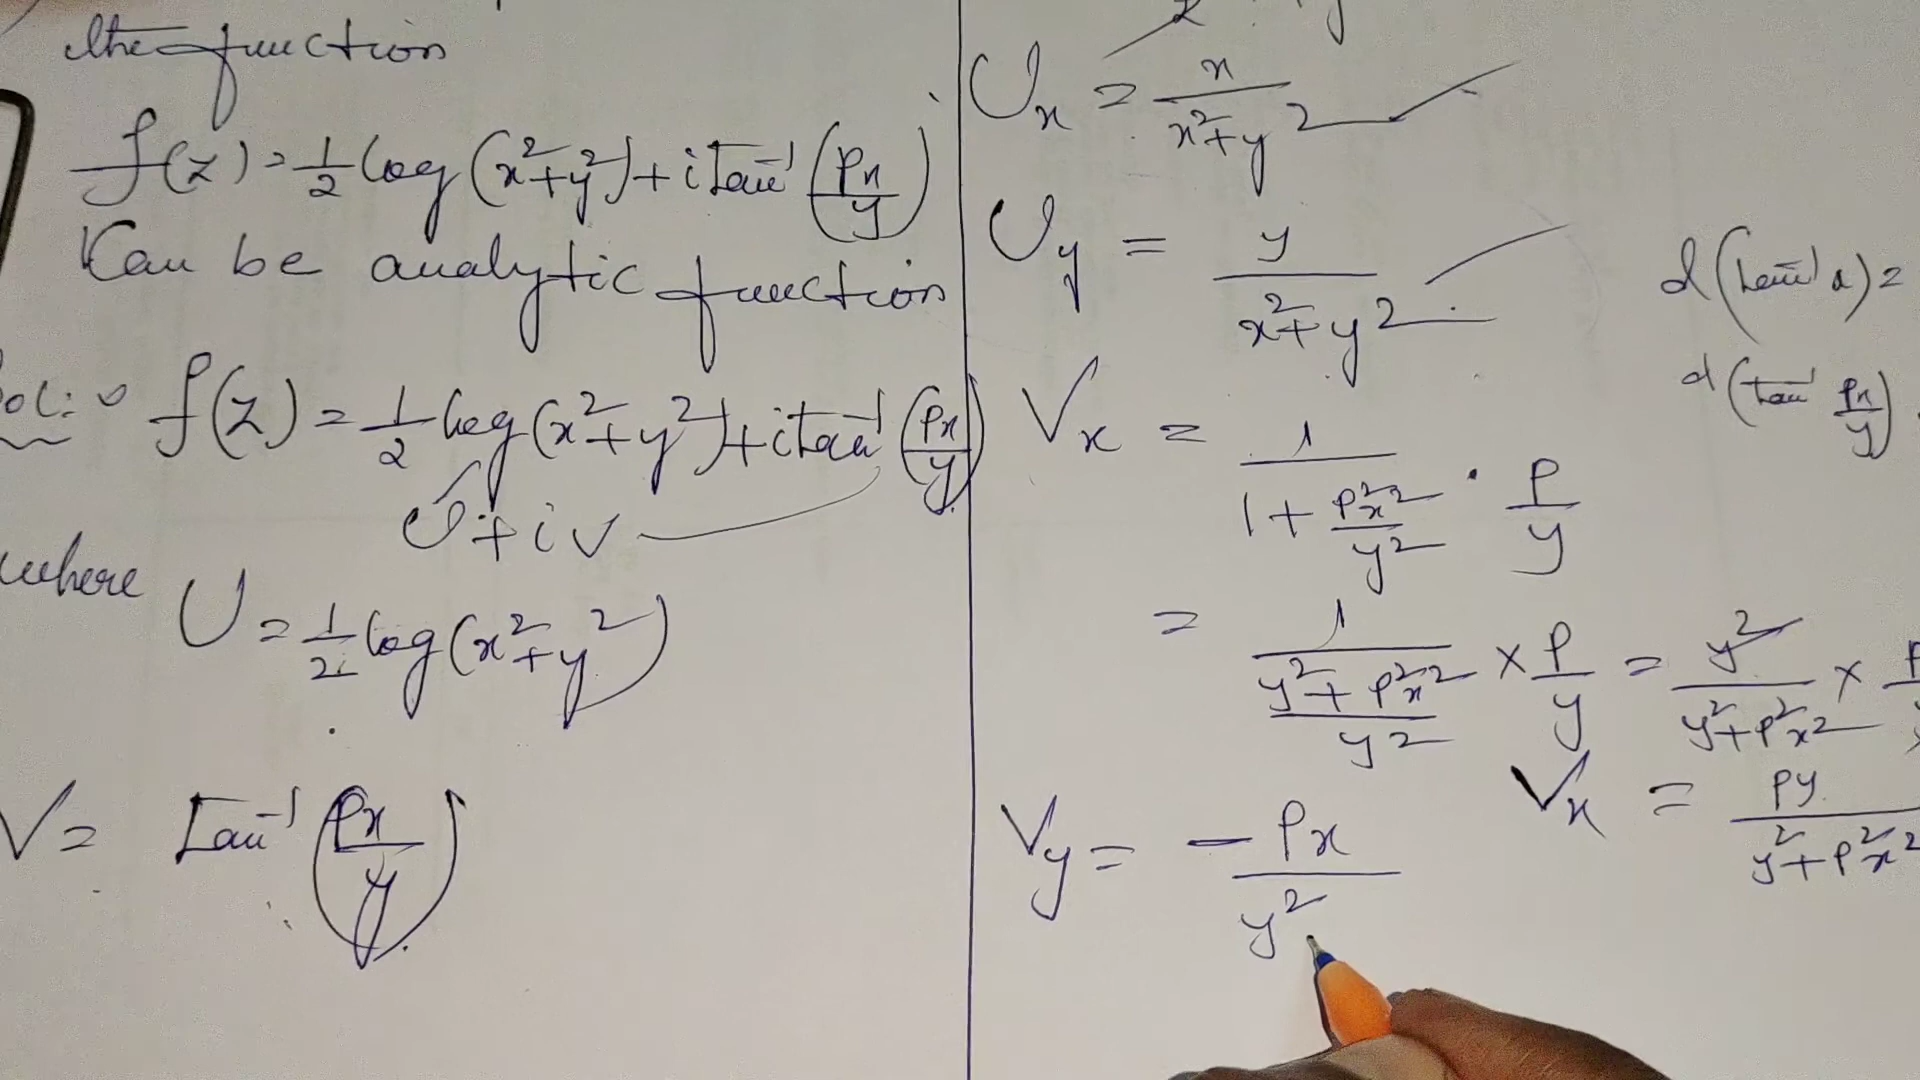 the function
f(z) = 1/2 log(x²+y²) + i Tan⁻¹(px/y)
Can be analytic function
f(z) = 1/2 log(x²+y²) + i Tan⁻¹(px/y)
U + iV
where U = 1/2 log(x²+y²)
V = Tan⁻¹(px/y)
Ux = x/(x²+y²)
Uy = y/(x²+y²)
Vx = 1/(1 + p²x²/y²) · p/y
= 1/((y²+p²x²)/y²) × p/y = y²/(y²+p²x²) ×
Vx = py/(y²+p²x²)
Vy = -px/y²
d(tan⁻¹ x) =
d(tan⁻¹ px/y)